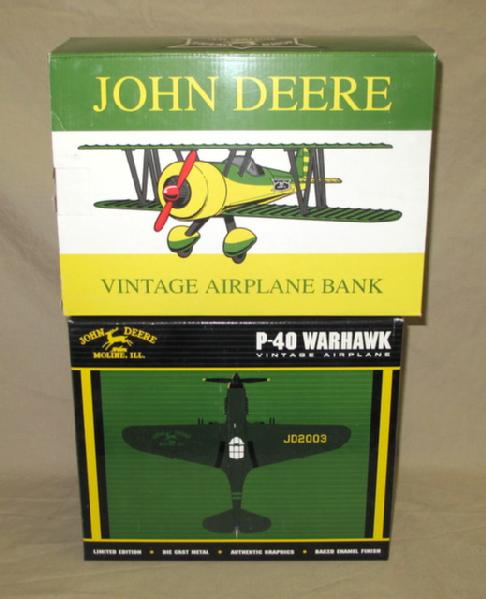 JOHN DEERE
VINTAGE AIRPLANE BANK
JOHN DEERE
MOLINE, ILL.
P-40 WARHAWK
VINTAGE AIRPLANE
JD2003
LIMITED EDITION • DIE CAST METAL • AUTHENTIC GRAPHICS • BAKED ENAMEL FINISH